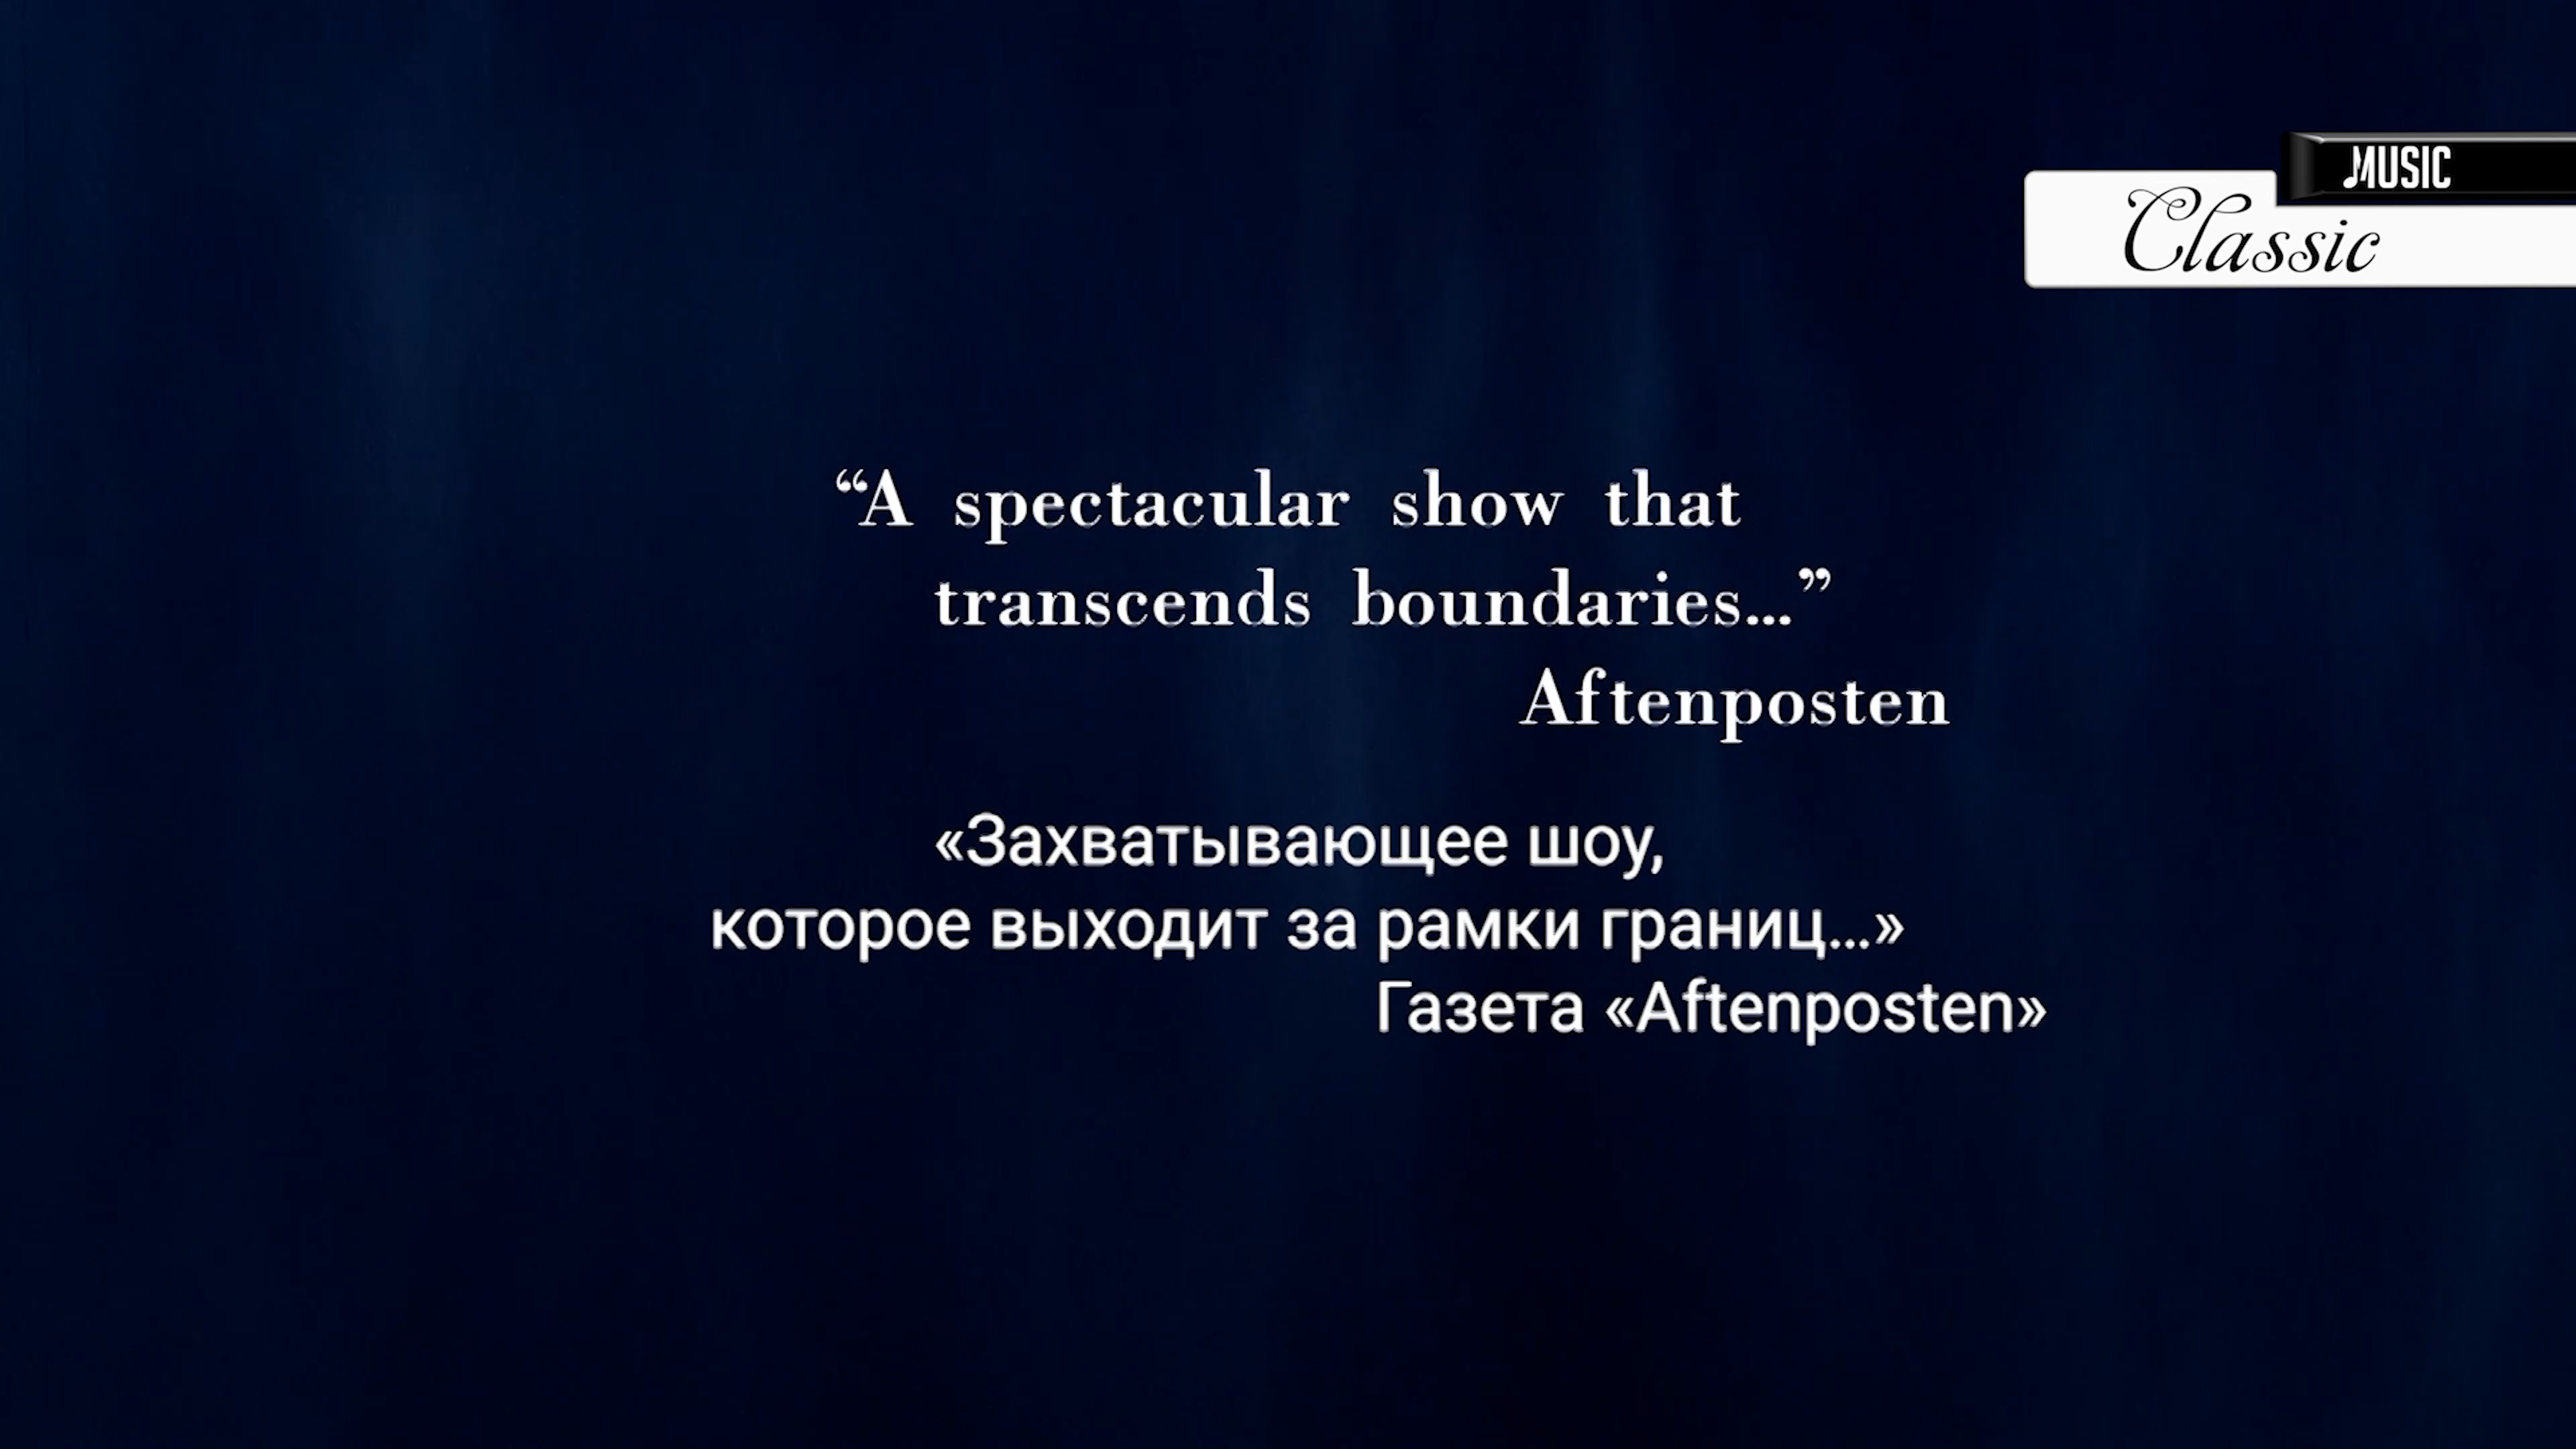 MUSIC
Classic
“A spectacular show that
transcends boundaries...”
Aftenposten
«Захватывающее шоу,
которое выходит за рамки границ...»
Газета «Aftenposten»